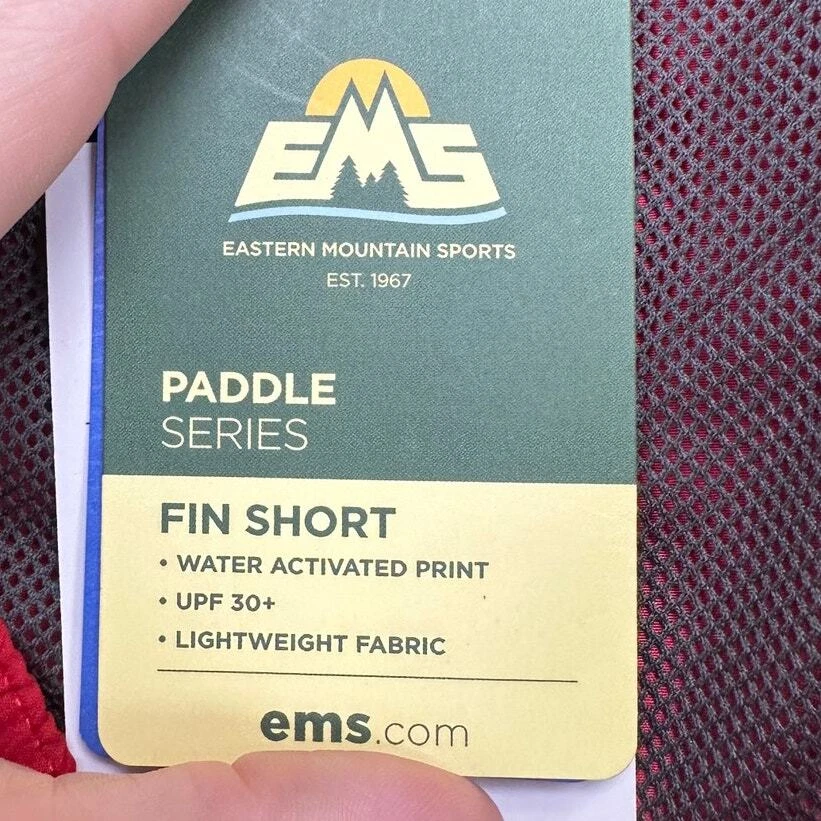 EMS
EASTERN MOUNTAIN SPORTS
EST. 1967
PADDLE
SERIES
FIN SHORT
• WATER ACTIVATED PRINT
• UPF 30+
• LIGHTWEIGHT FABRIC
ems.com